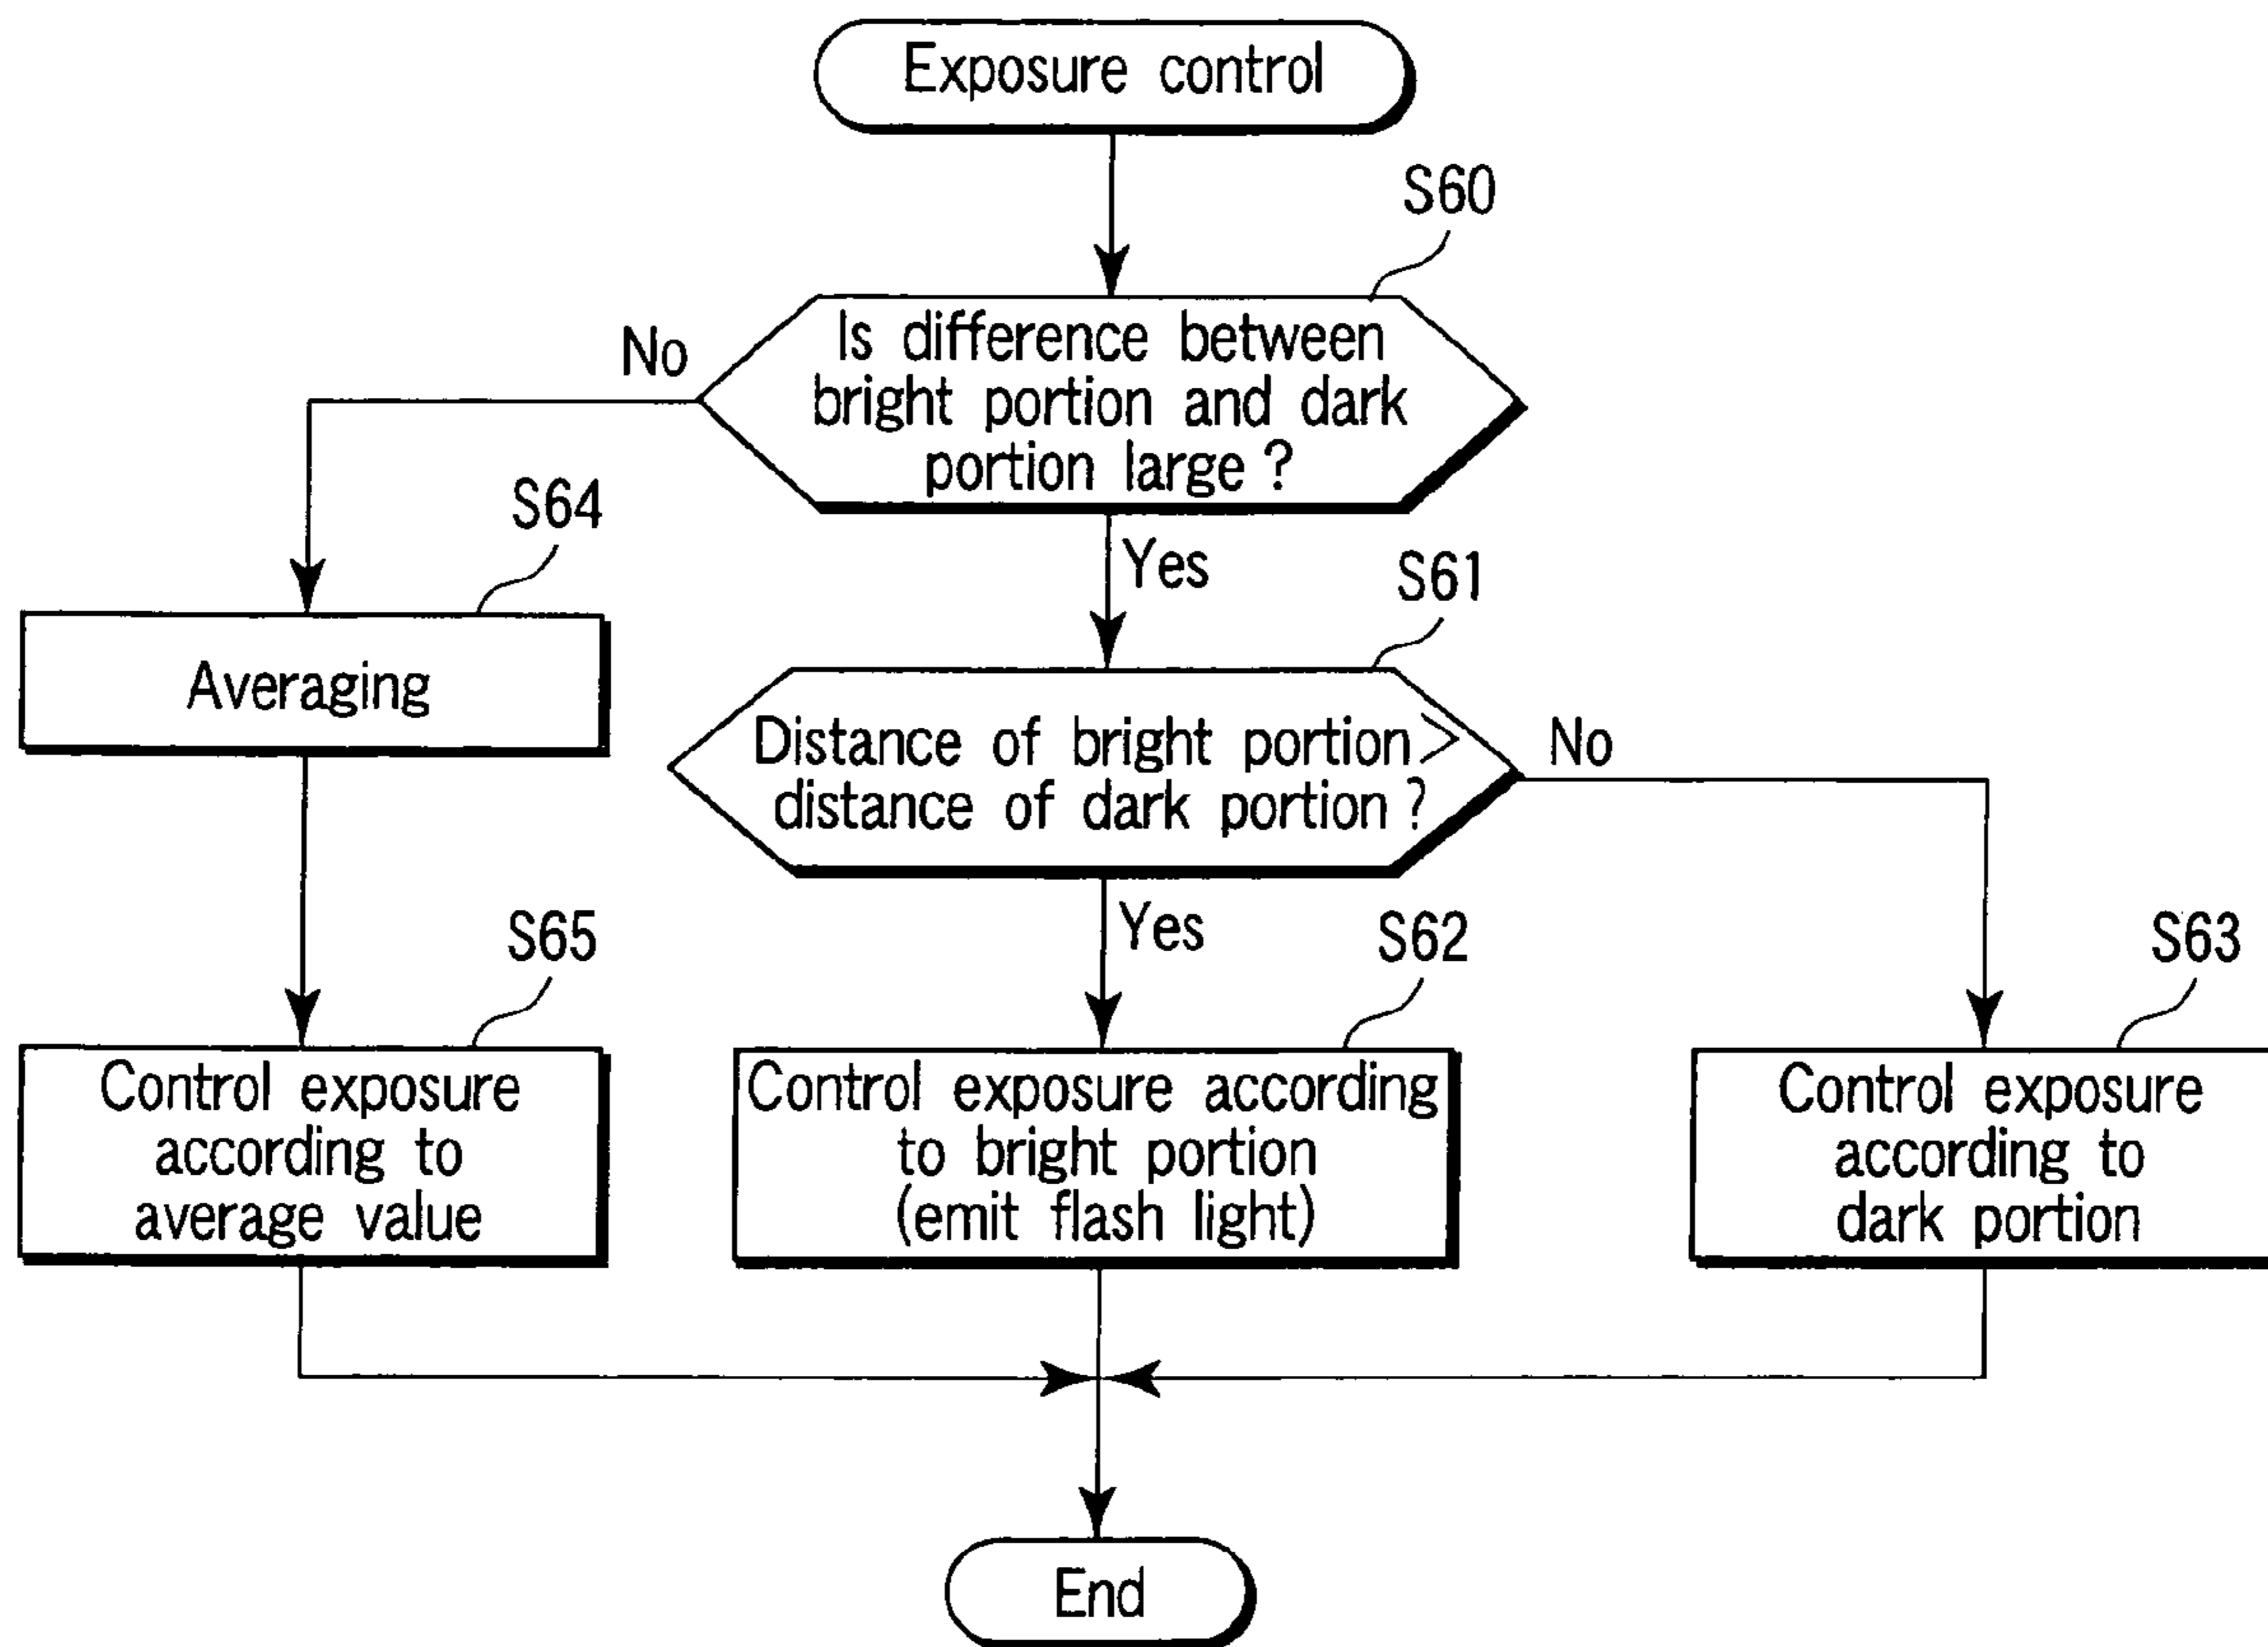 Exposure control
S60
Is difference between
bright portion and dark
portion large ?
No
Yes
S64
Averaging
S61
Distance of bright portion >
distance of dark portion ?
No
Yes
S65
Control exposure
according to
average value
S62
Control exposure according
to bright portion
(emit flash light)
S63
Control exposure
according to
dark portion
End